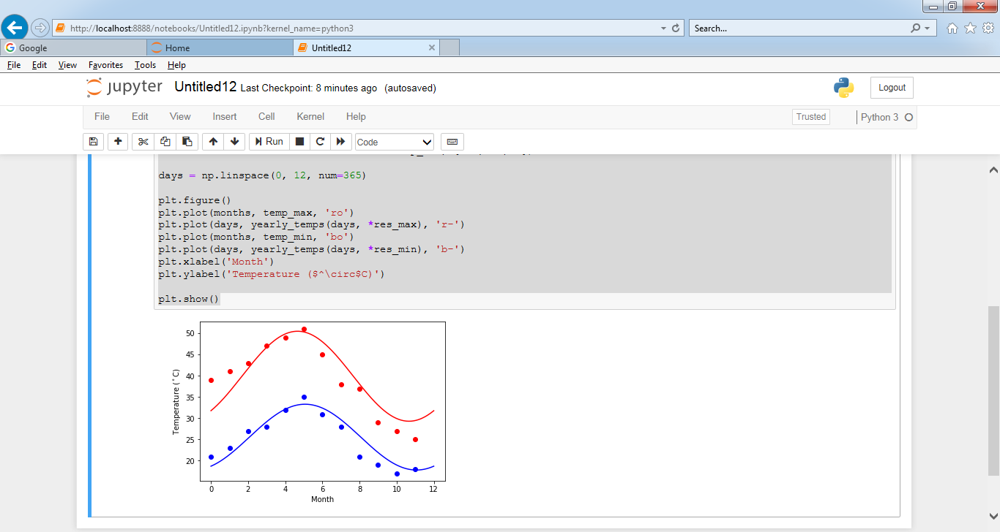 http://localhost:8888/notebooks/Untitled12.ipynb?kernel_name=python3
Search...
Google
Home
Untitled12
File Edit View Favorites Tools Help
jupyter Untitled12 Last Checkpoint: 8 minutes ago (autosaved)
Logout
File Edit View Insert Cell Kernel Help
Trusted
Python 3
Run
Code
days = np.linspace(0, 12, num=365)
plt.figure()
plt.plot(months, temp_max, 'ro')
plt.plot(days, yearly_temps(days, *res_max), 'r-')
plt.plot(months, temp_min, 'bo')
plt.plot(days, yearly_temps(days, *res_min), 'b-')
plt.xlabel('Month')
plt.ylabel('Temperature ($^\circ$C)')
plt.show()
50
45
40
35
30
25
20
Temperature (°C)
0 2 4 6 8 10 12
Month